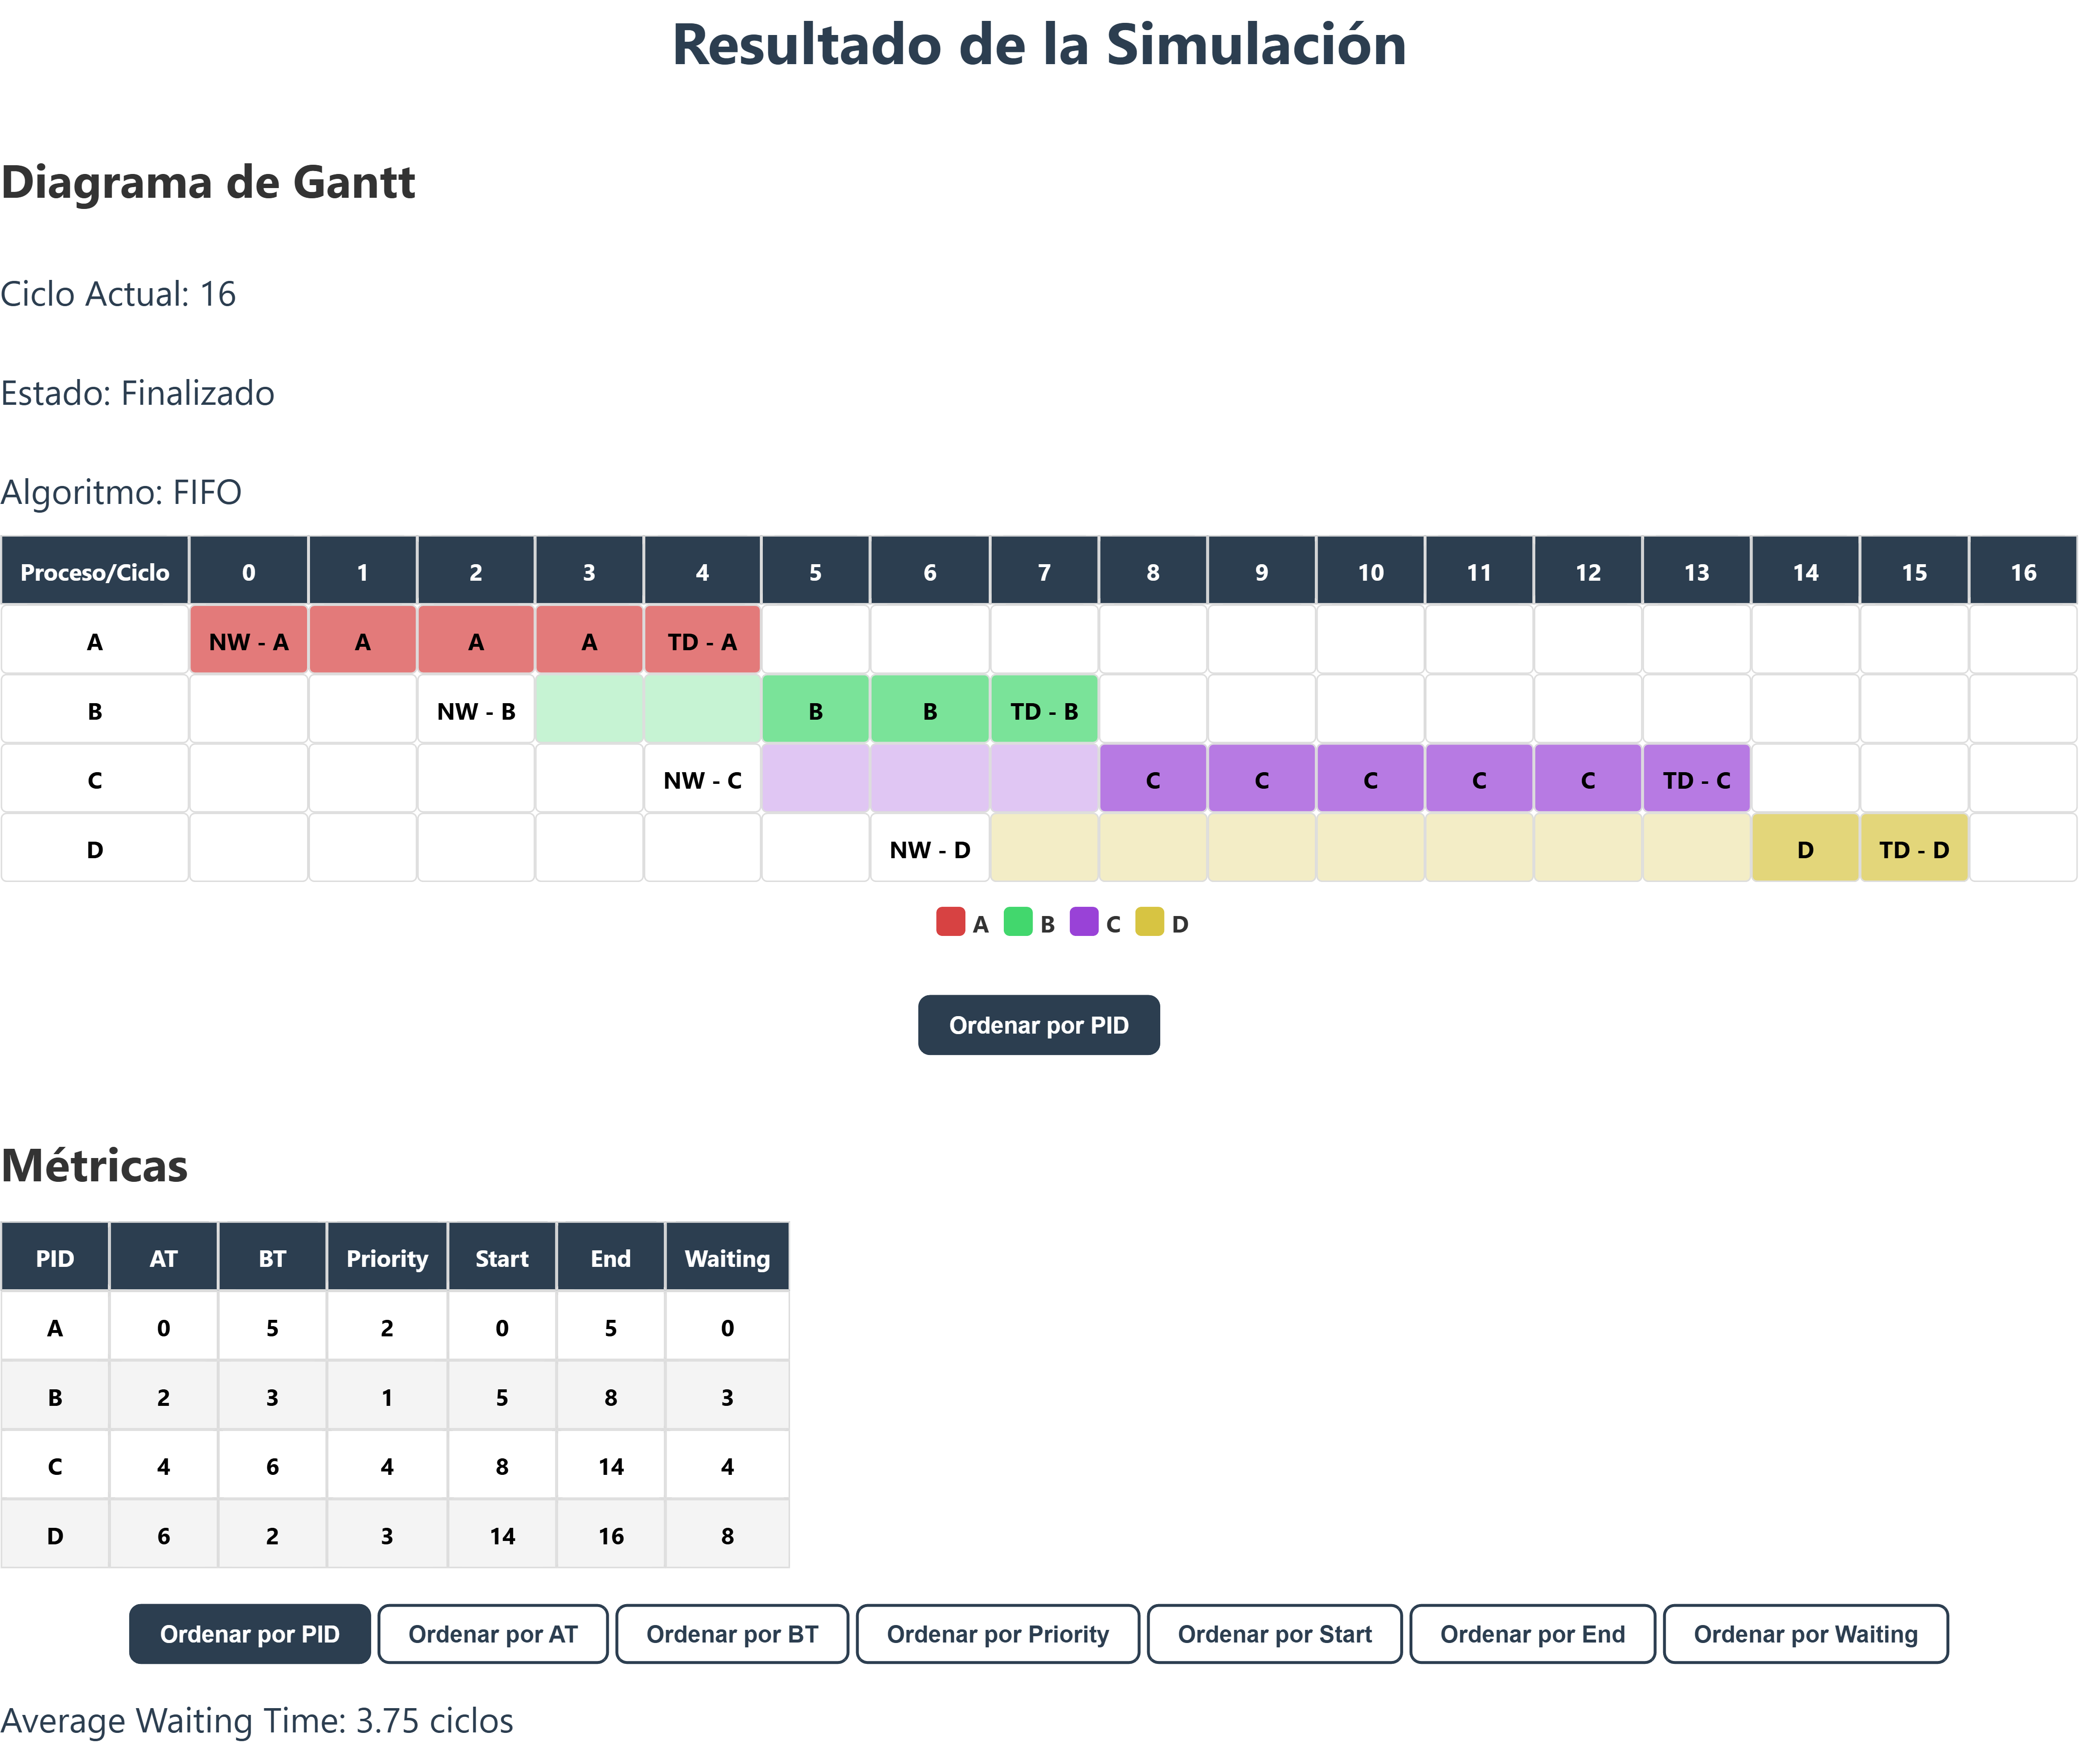 Resultado de la Simulación
Diagrama de Gantt
Ciclo Actual: 16
Estado: Finalizado
Algoritmo: FIFO
Proceso/Ciclo 0 1 2 3 4 5 6 7 8 9 10 11 12 13 14 15 16
A NW - A A A A TD - A
B NW - B B B TD - B
C NW - C C C C C C TD - C
D NW - D D TD - D
A B C D
Ordenar por PID
Métricas
PID AT BT Priority Start End Waiting
A 0 5 2 0 5 0
B 2 3 1 5 8 3
C 4 6 4 8 14 4
D 6 2 3 14 16 8
Ordenar por PID Ordenar por AT Ordenar por BT Ordenar por Priority Ordenar por Start Ordenar por End Ordenar por Waiting
Average Waiting Time: 3.75 ciclos